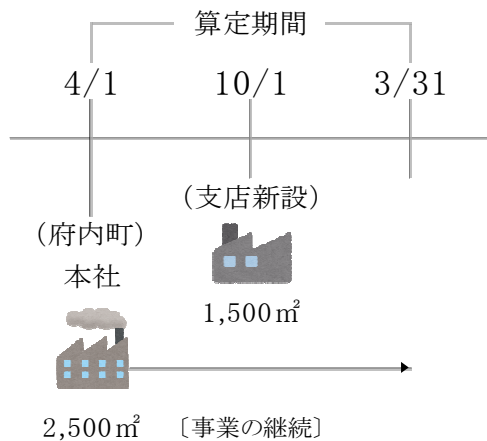 算定期間
4/1 10/1 3/31
（支店新設）
（府内町）
本社
1,500㎡
2,500㎡ 〔事業の継続〕